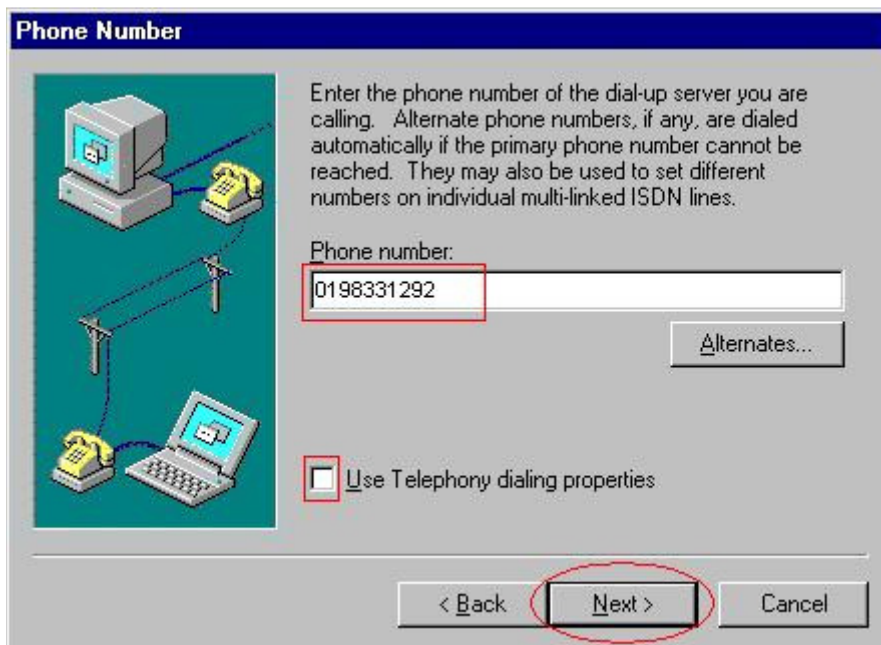 Phone Number
Enter the phone number of the dial-up server you are
calling. Alternate phone numbers, if any, are dialed
automatically if the primary phone number cannot be
reached. They may also be used to set different
numbers on individual multi-linked ISDN lines.
Phone number:
0198331292
Alternates...
Use Telephony dialing properties
< Back Next > Cancel